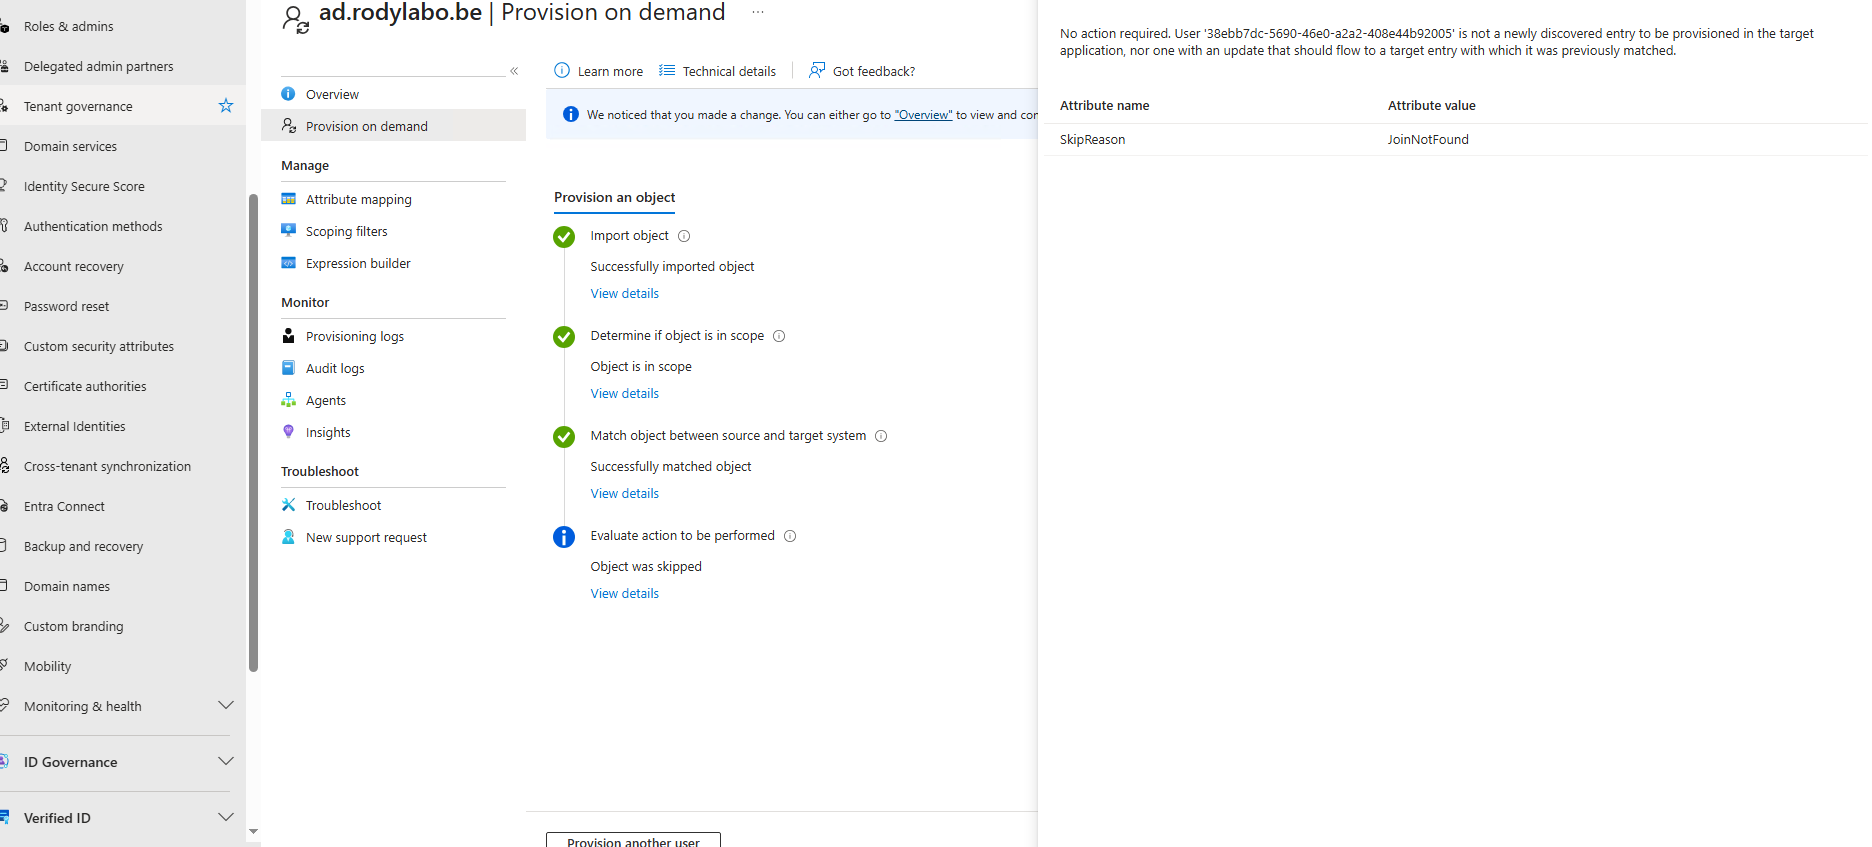 Roles & admins
Delegated admin partners
Tenant governance
Domain services
Identity Secure Score
Authentication methods
Account recovery
Password reset
Custom security attributes
Certificate authorities
External Identities
Cross-tenant synchronization
Entra Connect
Backup and recovery
Domain names
Custom branding
Mobility
Monitoring & health
ID Governance
Verified ID
ad.rodylabo.be | Provision on demand ...
Overview
Provision on demand
Manage
Attribute mapping
Scoping filters
Expression builder
Monitor
Provisioning logs
Audit logs
Agents
Insights
Troubleshoot
Troubleshoot
New support request
Learn more Technical details Got feedback?
We noticed that you made a change. You can either go to "Overview" to view and cor
Provision an object
Import object
Successfully imported object
View details
Determine if object is in scope
Object is in scope
View details
Match object between source and target system
Successfully matched object
View details
Evaluate action to be performed
Object was skipped
View details
Provision another user
No action required. User '38ebb7dc-5690-46e0-a2a2-408e44b92005' is not a newly discovered entry to be provisioned in the target
application, nor one with an update that should flow to a target entry with which it was previously matched.
Attribute name Attribute value
SkipReason JoinNotFound